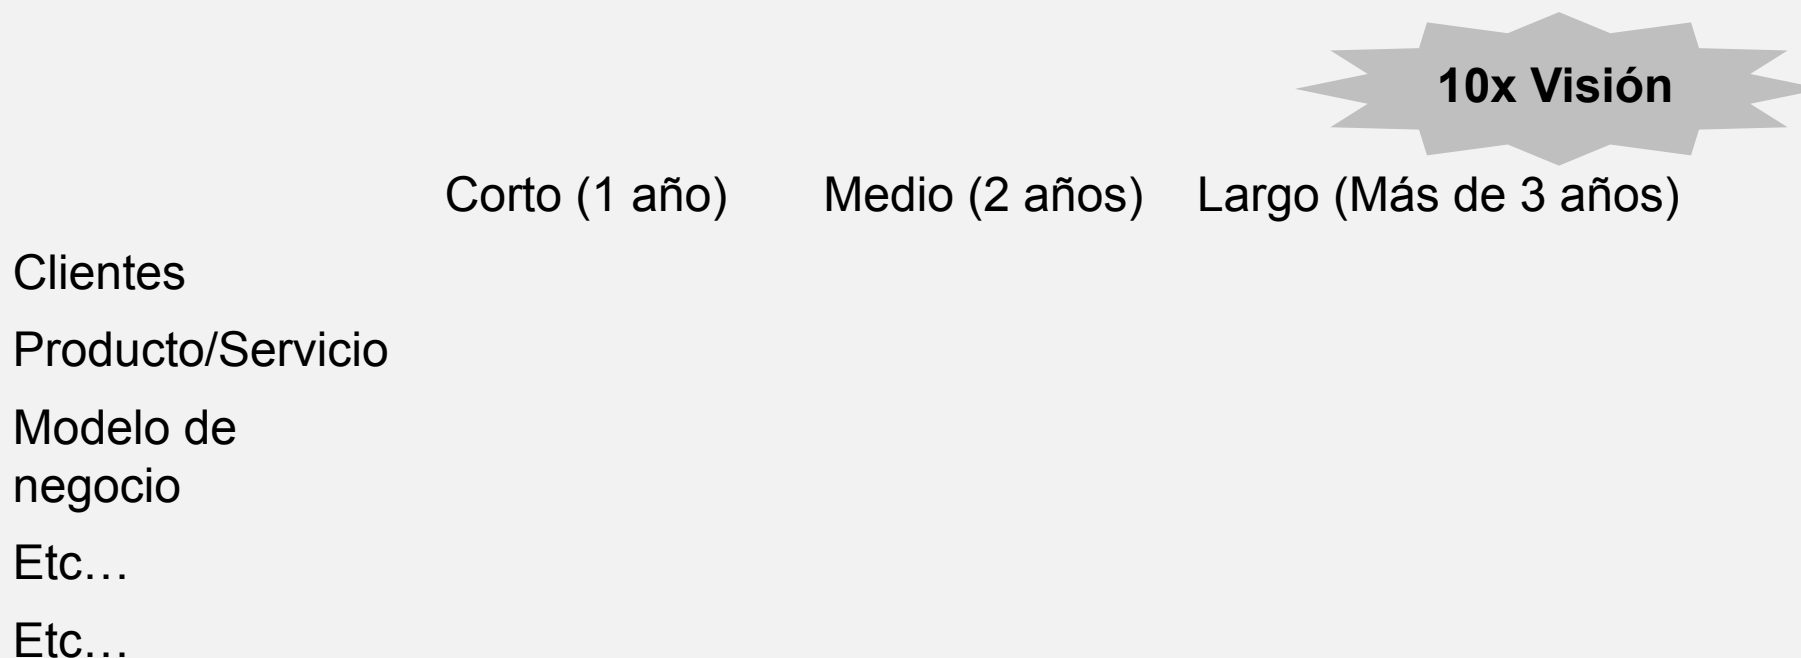 10x Visión
Corto (1 año) Medio (2 años) Largo (Más de 3 años)
Clientes
Producto/Servicio
Modelo de
negocio
Etc…
Etc…